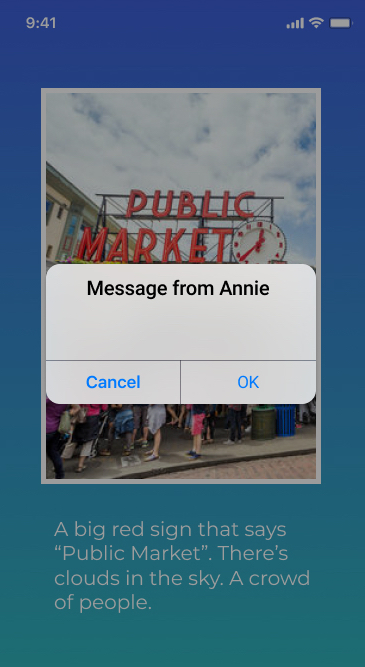 9:41
PUBLIC
MARKET
Message from Annie
Cancel
OK
A big red sign that says
“Public Market”. There’s
clouds in the sky. A crowd
of people.